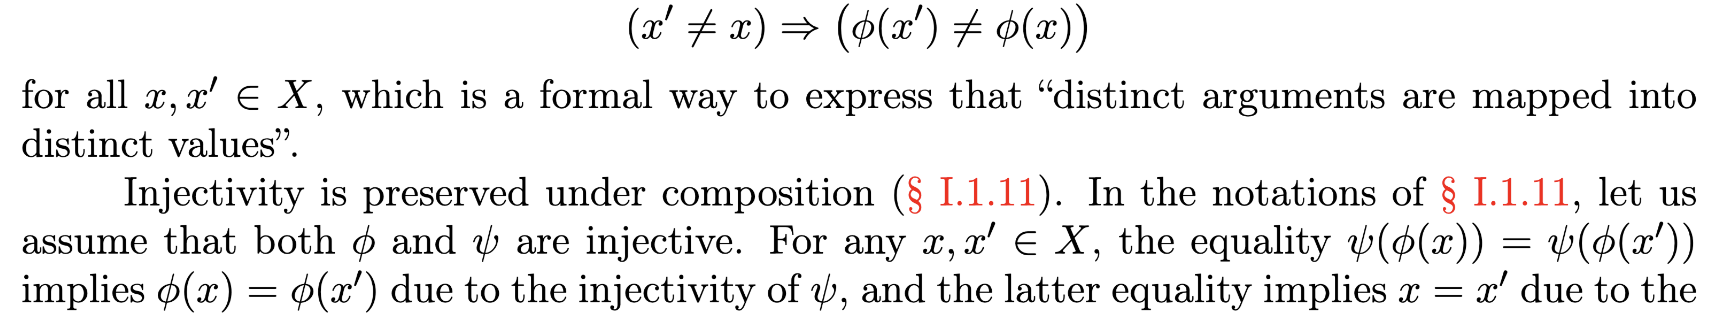 (x′ ≠ x) ⇒ (ϕ(x′) ≠ ϕ(x))
for all x, x′ ∈ X, which is a formal way to express that “distinct arguments are mapped into
distinct values”.
Injectivity is preserved under composition (§ I.1.11). In the notations of § I.1.11, let us
assume that both ϕ and ψ are injective. For any x, x′ ∈ X, the equality ψ(ϕ(x)) = ψ(ϕ(x′))
implies ϕ(x) = ϕ(x′) due to the injectivity of ψ, and the latter equality implies x = x′ due to the